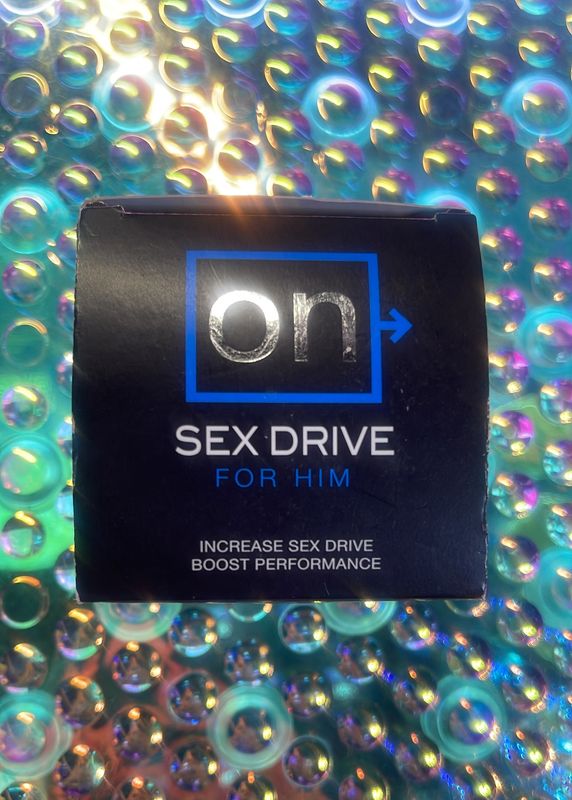 on
SEX DRIVE
FOR HIM
INCREASE SEX DRIVE
BOOST PERFORMANCE